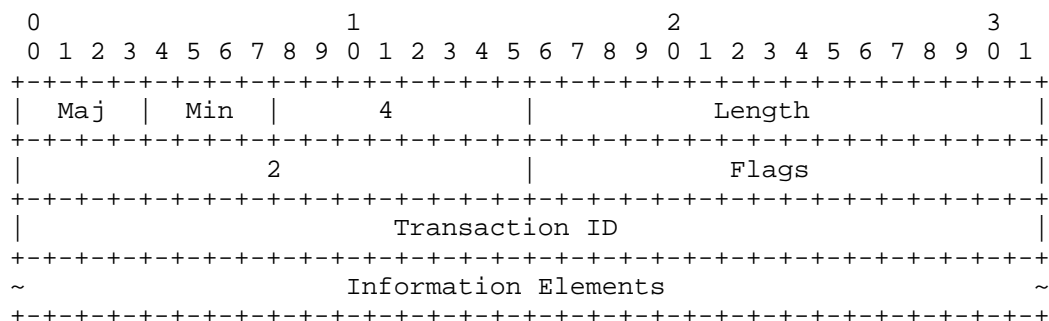 0                   1                   2                   3
 0 1 2 3 4 5 6 7 8 9 0 1 2 3 4 5 6 7 8 9 0 1 2 3 4 5 6 7 8 9 0 1
+-+-+-+-+-+-+-+-+-+-+-+-+-+-+-+-+-+-+-+-+-+-+-+-+-+-+-+-+-+-+-+-+
|  Maj  |  Min  |      4        |           Length              |
+-+-+-+-+-+-+-+-+-+-+-+-+-+-+-+-+-+-+-+-+-+-+-+-+-+-+-+-+-+-+-+-+
|               2               |            Flags              |
+-+-+-+-+-+-+-+-+-+-+-+-+-+-+-+-+-+-+-+-+-+-+-+-+-+-+-+-+-+-+-+-+
|                       Transaction ID                          |
+-+-+-+-+-+-+-+-+-+-+-+-+-+-+-+-+-+-+-+-+-+-+-+-+-+-+-+-+-+-+-+-+
~                    Information Elements                       ~
+-+-+-+-+-+-+-+-+-+-+-+-+-+-+-+-+-+-+-+-+-+-+-+-+-+-+-+-+-+-+-+-+